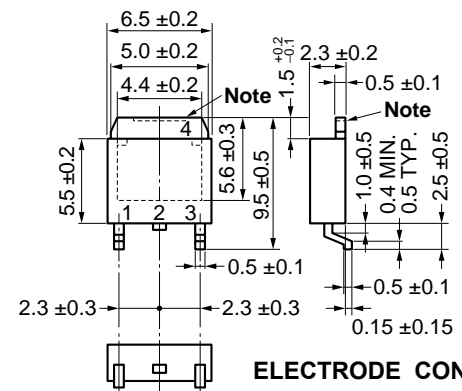 6.5 ±0.2
5.0 ±0.2
4.4 ±0.2
Note
4
1.5 +0.2 -0.1
2.3 ±0.2
0.5 ±0.1
Note
5.5 ±0.2
5.6 ±0.3
9.5 ±0.5
1.0 ±0.5
0.4 MIN.
0.5 TYP.
2.5 ±0.5
1 2 3
0.5 ±0.1
2.3 ±0.3
2.3 ±0.3
0.5 ±0.1
0.15 ±0.15
ELECTRODE CON